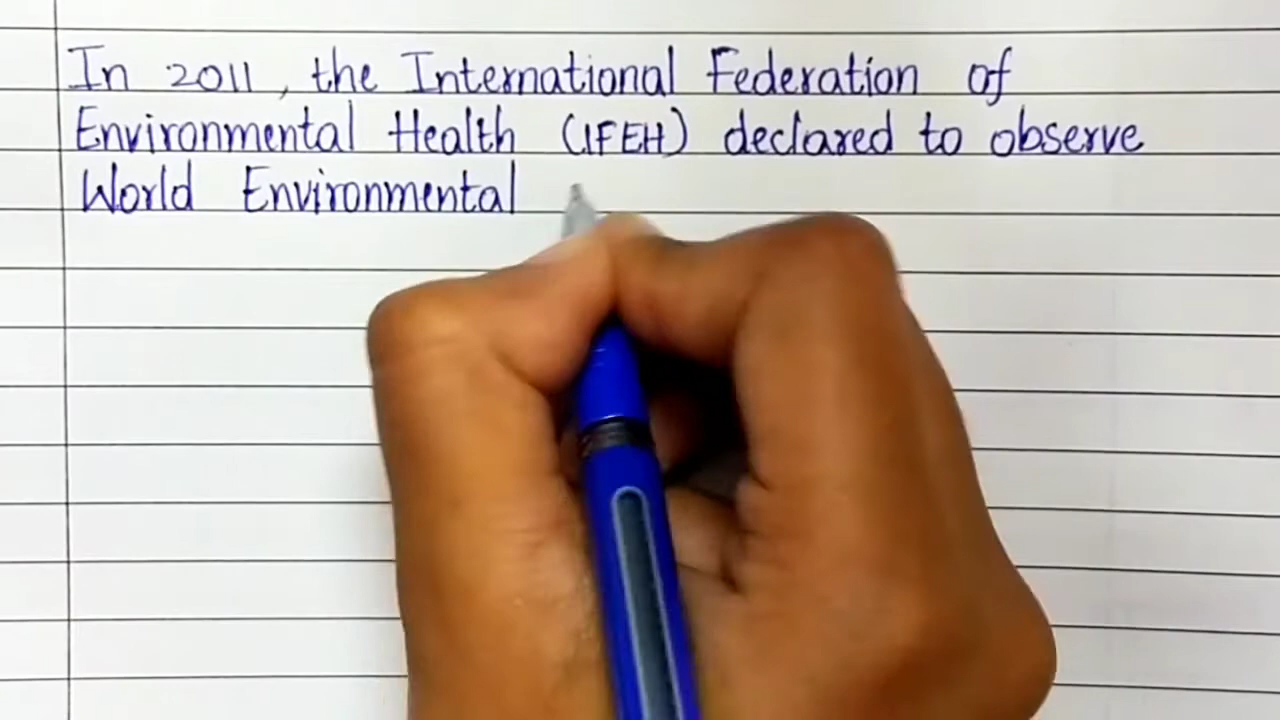 In 2011, the International Federation of
Environmental Health (IFEH) declared to observe
World Environmental